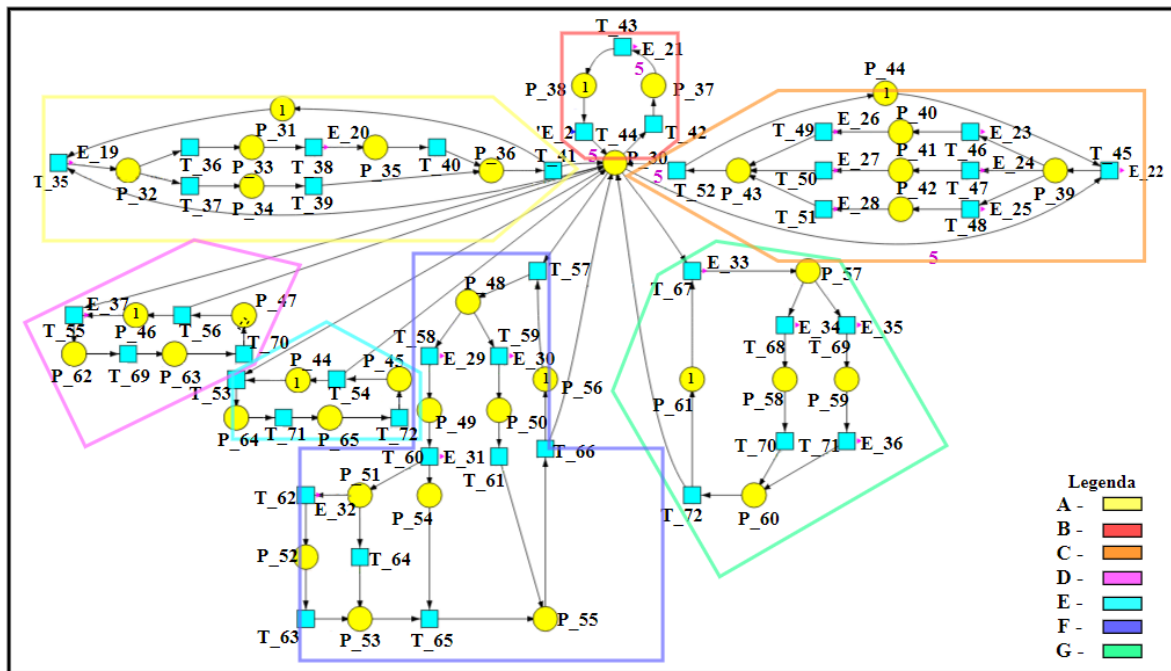 T_43
E_21
5
P_38
1
P_37
'E_2
T_44
T_42
5
P_30
P_44
1
P_40
E_26
E_23
T_49
T_46
P_41
E_27
E_24
T_45
5
T_52
P_43
T_50
T_47
P_39
E_22
P_42
E_28
E_25
T_51
T_48
5
1
P_31
E_20
E_19
P_36
T_41
T_35
P_32
T_36
P_33
T_38
P_35
T_40
T_37
P_34
T_39
E_37
P_47
T_55
P_46
1
T_56
T_70
P_62
T_69
P_63
P_44
P_45
T_53
1
T_54
P_64
T_71
P_65
T_72
P_48
T_57
T_58
T_59
E_29
E_30
1
P_56
P_49
P_50
T_60
E_31
T_61
T_66
P_51
T_62
E_32
P_54
P_52
T_64
T_63
P_53
T_65
P_55
E_33
P_57
T_67
E_34
E_35
T_68
T_69
1
P_61
P_58
P_59
T_70
T_71
E_36
T_72
P_60
Legenda
A -
B -
C -
D -
E -
F -
G -